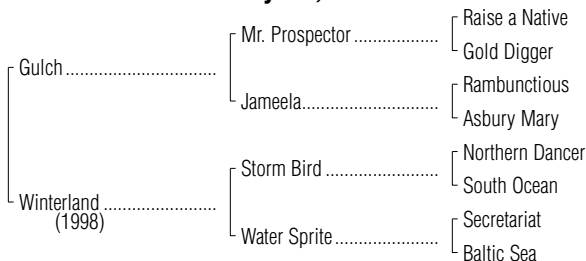 Raise a Native
Mr. Prospector ..................
Gold Digger
Gulch ................................
Rambunctious
Jameela.............................
Asbury Mary
Northern Dancer
Storm Bird ........................
South Ocean
Winterland ........................
(1998)
Secretariat
Water Sprite ......................
Baltic Sea